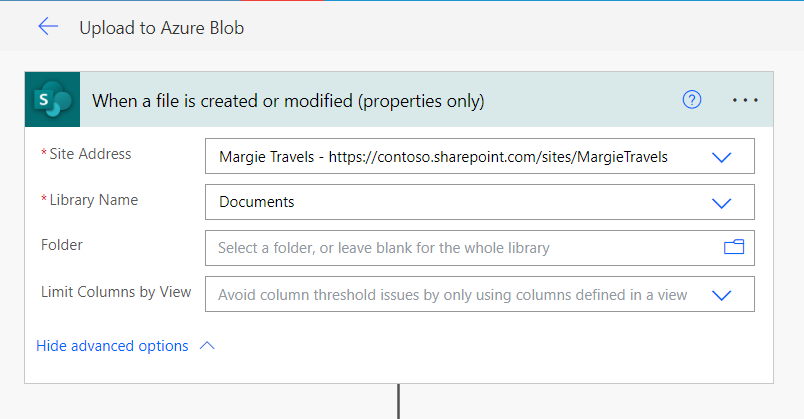 Upload to Azure Blob
S
When a file is created or modified (properties only)
?
*Site Address
Margie Travels - https://contoso.sharepoint.com/sites/MargieTravels
*Library Name
Documents
Folder
Select a folder, or leave blank for the whole library
Limit Columns by View
Avoid column threshold issues by only using columns defined in a view
Hide advanced options